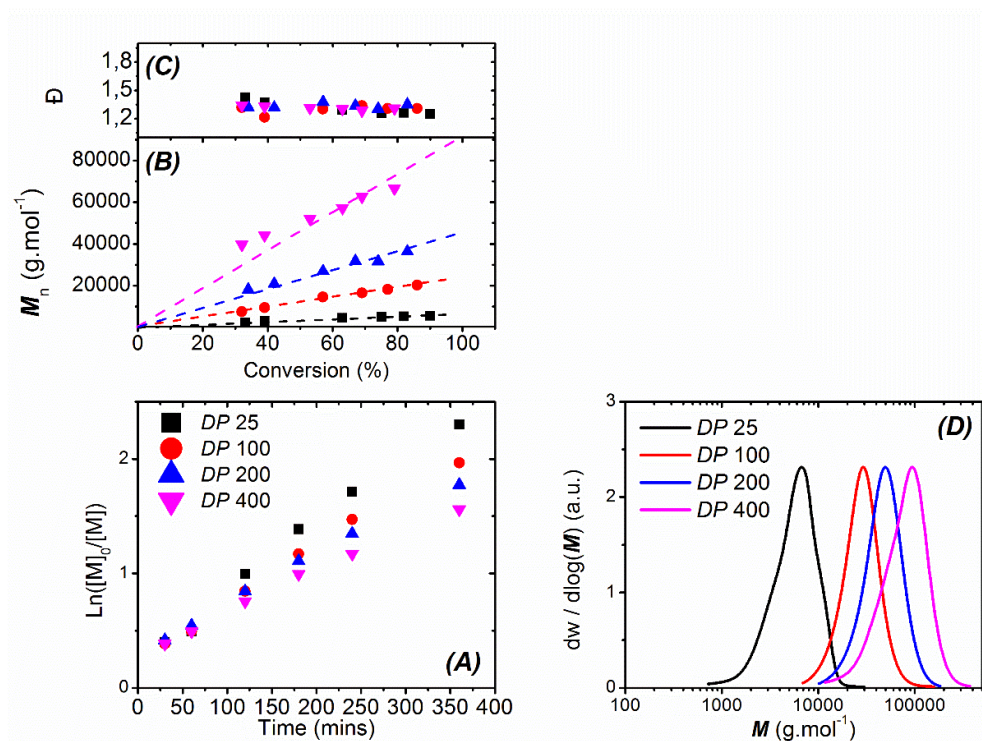 (C)
1,8
1,5
1,2
Đ
(B)
80000
60000
40000
20000
0
Mn (g.mol-1)
0 20 40 60 80 100
Conversion (%)
DP 25
DP 100
DP 200
DP 400
2
1
0
Ln([M]0/[M])
(A)
0 50 100 150 200 250 300 350 400
Time (mins)
3
2
1
0
dw / dlog(M) (a.u.)
DP 25
DP 100
DP 200
DP 400
(D)
100 1000 10000 100000
M (g.mol-1)